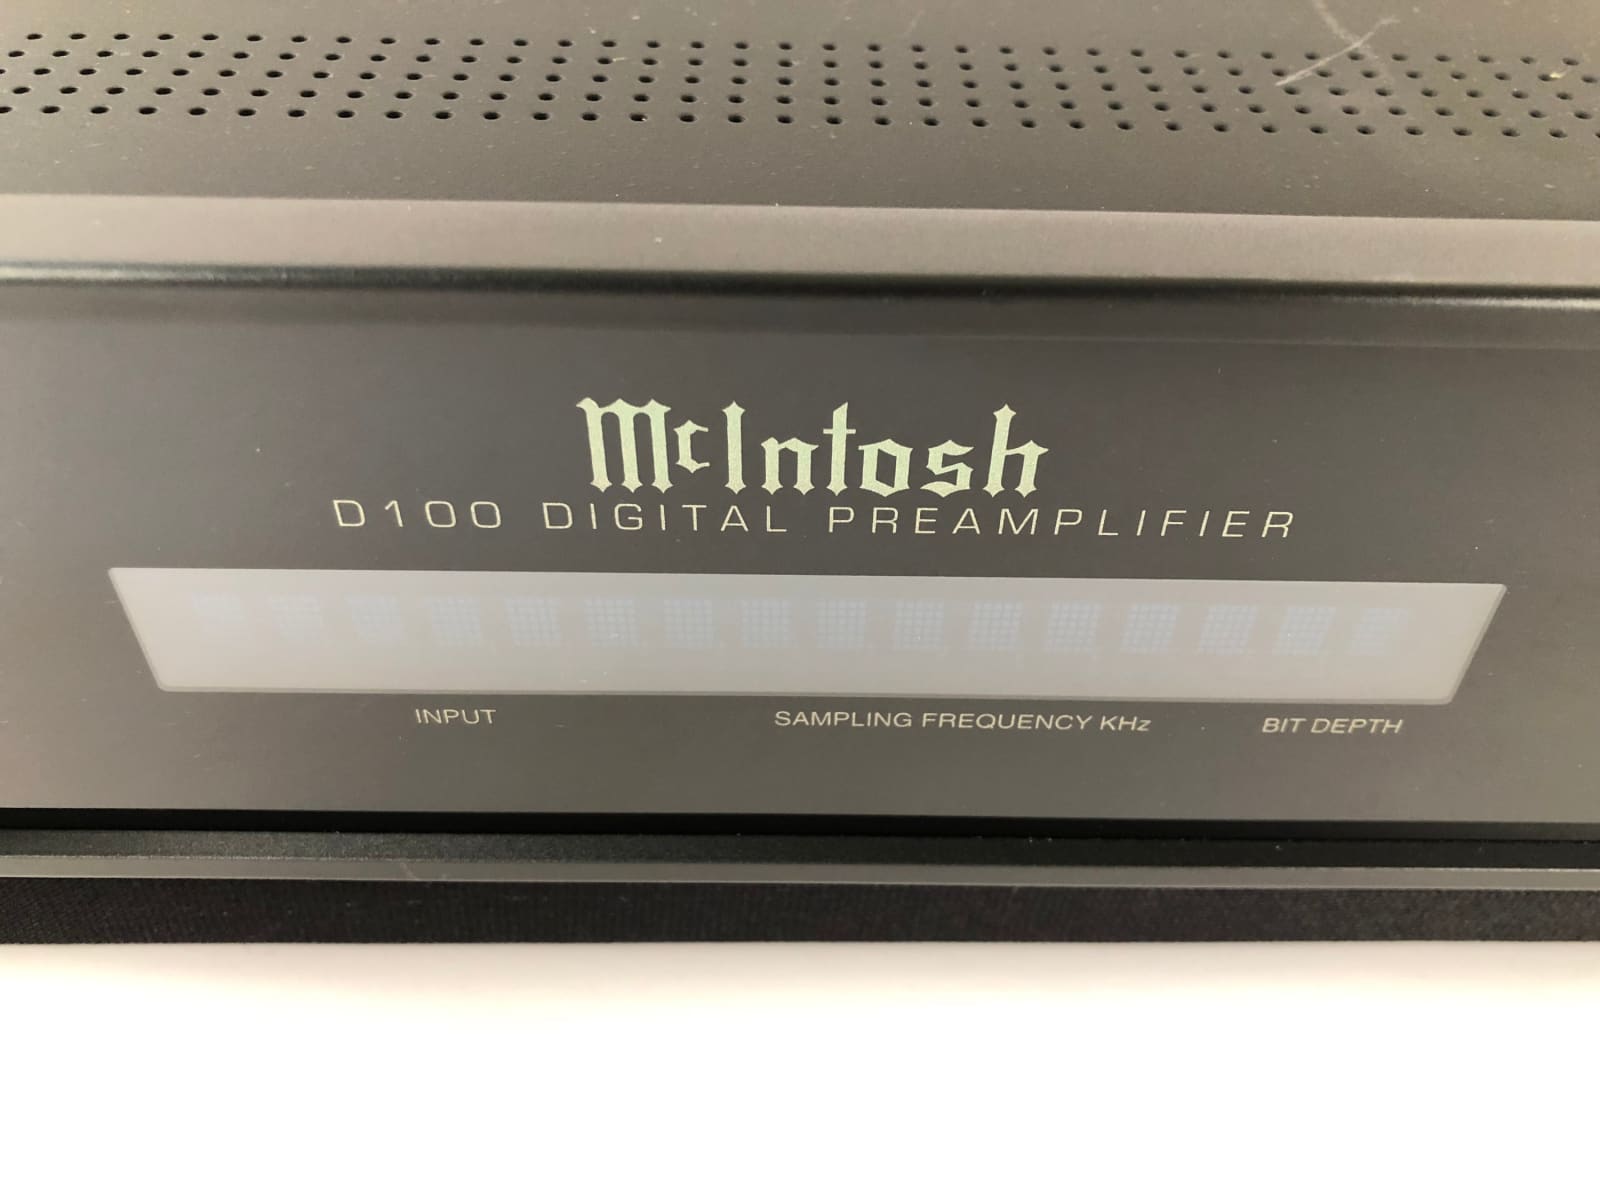 McIntosh
D100 DIGITAL PREAMPLIFIER
INPUT SAMPLING FREQUENCY KHz BIT DEPTH